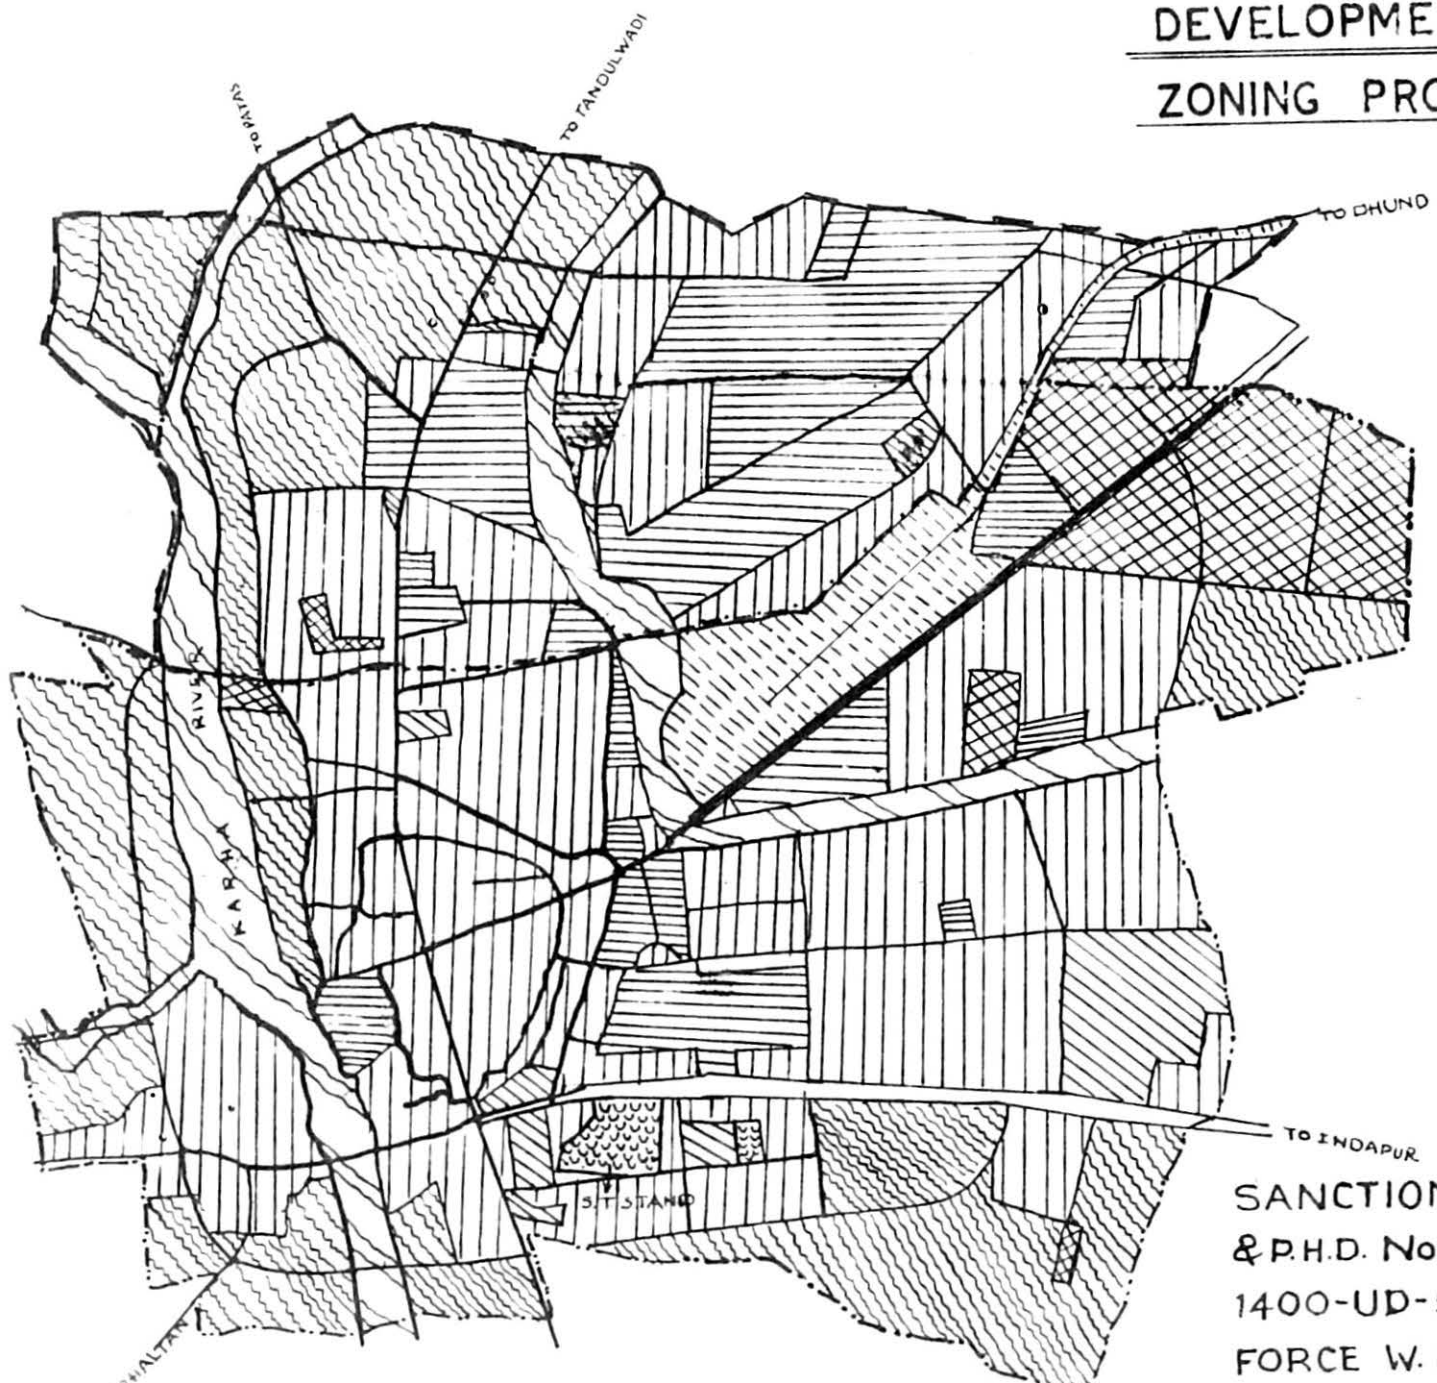 DEVELOPME
ZONING PRO
TO PATAS
TO TANDULWADI
TO DHUND
RIVER
KARHA
S.T STAND
TO INDAPUR
HALTAN
SANCTION
& P.H.D. No
1400-UD-
FORCE W.